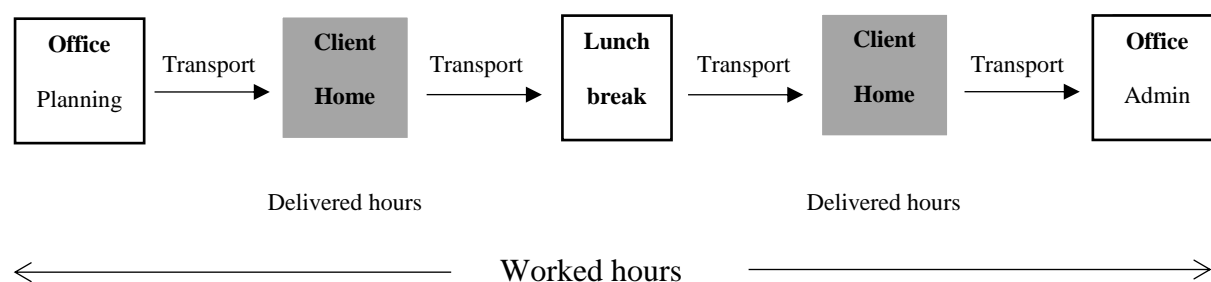 Office
Planning
Transport
Client
Home
Transport
Lunch
break
Transport
Client
Home
Transport
Office
Admin
Delivered hours
Delivered hours
Worked hours